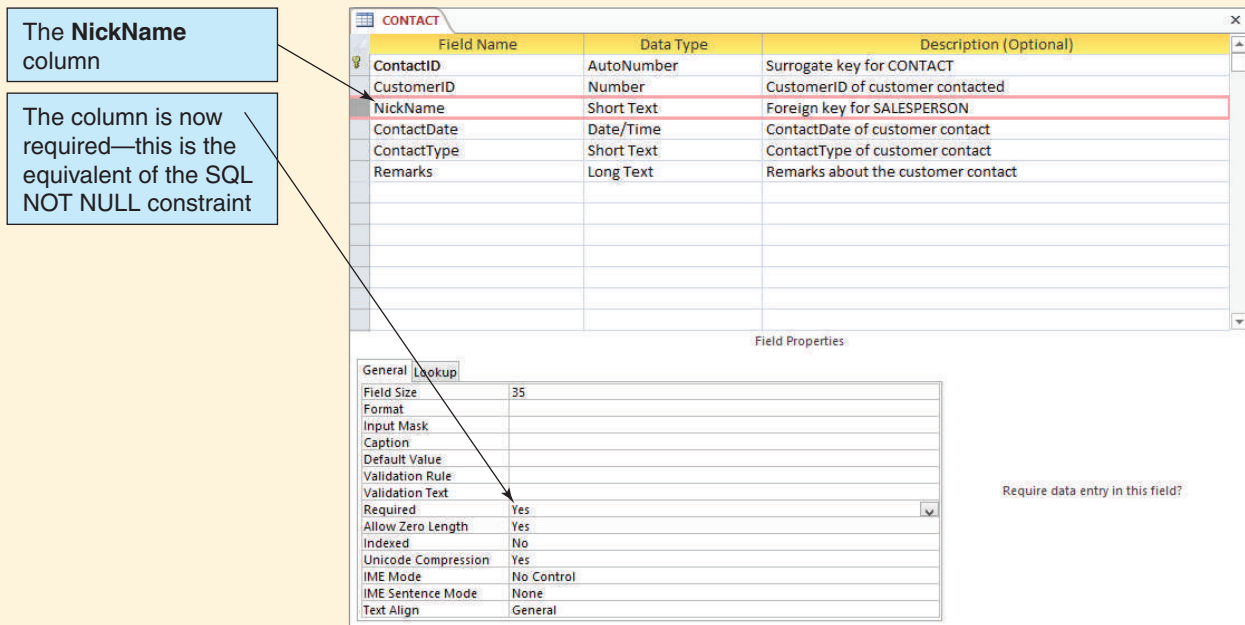 The NickName
column
The column is now
required—this is the
equivalent of the SQL
NOT NULL constraint
CONTACT
Field Name Data Type Description (Optional)
ContactID AutoNumber Surrogate key for CONTACT
CustomerID Number CustomerID of customer contacted
NickName Short Text Foreign key for SALESPERSON
ContactDate Date/Time ContactDate of customer contact
ContactType Short Text ContactType of customer contact
Remarks Long Text Remarks about the customer contact
Field Properties
General Lookup
Field Size 35
Format
Input Mask
Caption
Default Value
Validation Rule
Validation Text
Required Yes
Allow Zero Length Yes
Indexed No
Unicode Compression Yes
IME Mode No Control
IME Sentence Mode None
Text Align General
Require data entry in this field?